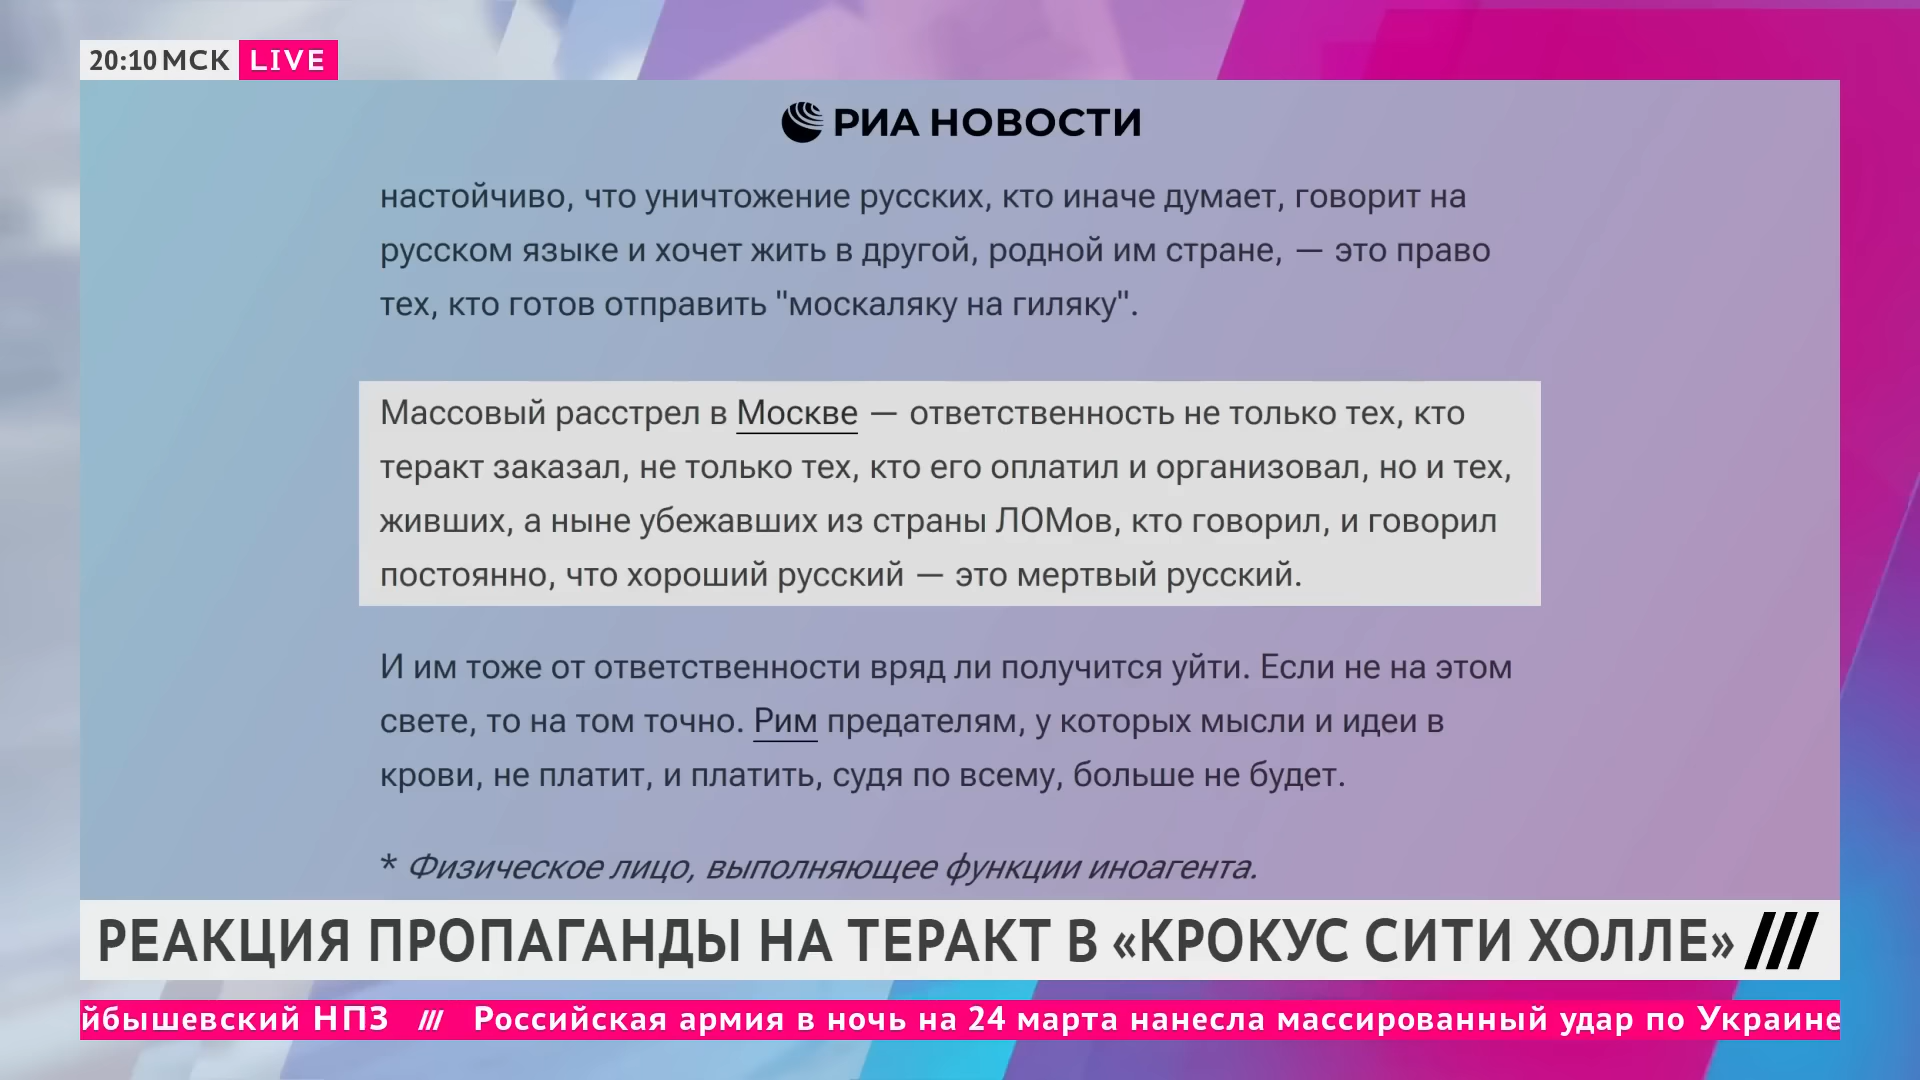 20:10 МСК LIVE
РИА НОВОСТИ
настойчиво, что уничтожение русских, кто иначе думает, говорит на
русском языке и хочет жить в другой, родной им стране, — это право
тех, кто готов отправить "москаляку на гиляку".
Массовый расстрел в Москве — ответственность не только тех, кто
теракт заказал, не только тех, кто его оплатил и организовал, но и тех,
живших, а ныне убежавших из страны ЛОМов, кто говорил, и говорил
постоянно, что хороший русский — это мертвый русский.
И им тоже от ответственности вряд ли получится уйти. Если не на этом
свете, то на том точно. Рим предателям, у которых мысли и идеи в
крови, не платит, и платить, судя по всему, больше не будет.
* Физическое лицо, выполняющее функции иноагента.
РЕАКЦИЯ ПРОПАГАНДЫ НА ТЕРАКТ В «КРОКУС СИТИ ХОЛЛЕ»
йбышевский НПЗ /// Российская армия в ночь на 24 марта нанесла массированный удар по Украине